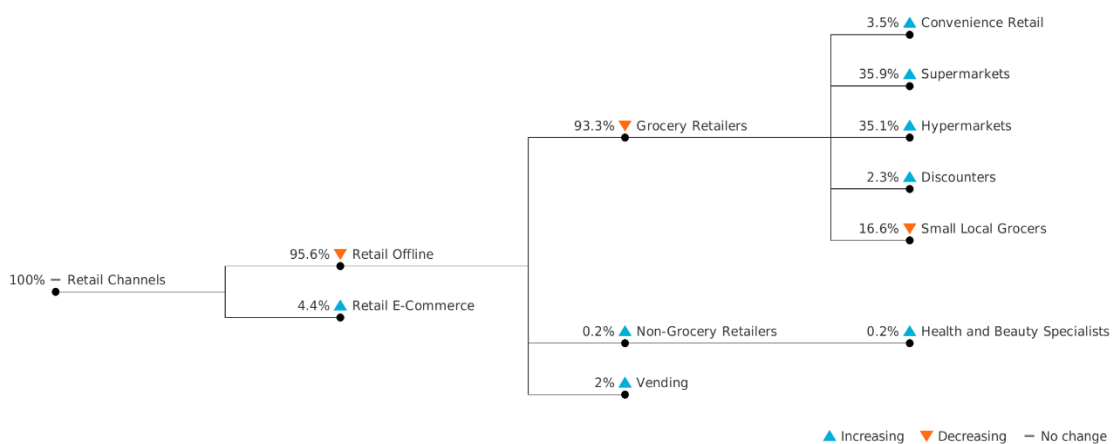 3.5% Convenience Retail
35.9% Supermarkets
93.3% Grocery Retailers
35.1% Hypermarkets
2.3% Discounters
16.6% Small Local Grocers
95.6% Retail Offline
100% Retail Channels
4.4% Retail E-Commerce
0.2% Non-Grocery Retailers
0.2% Health and Beauty Specialists
2% Vending
Increasing Decreasing No change